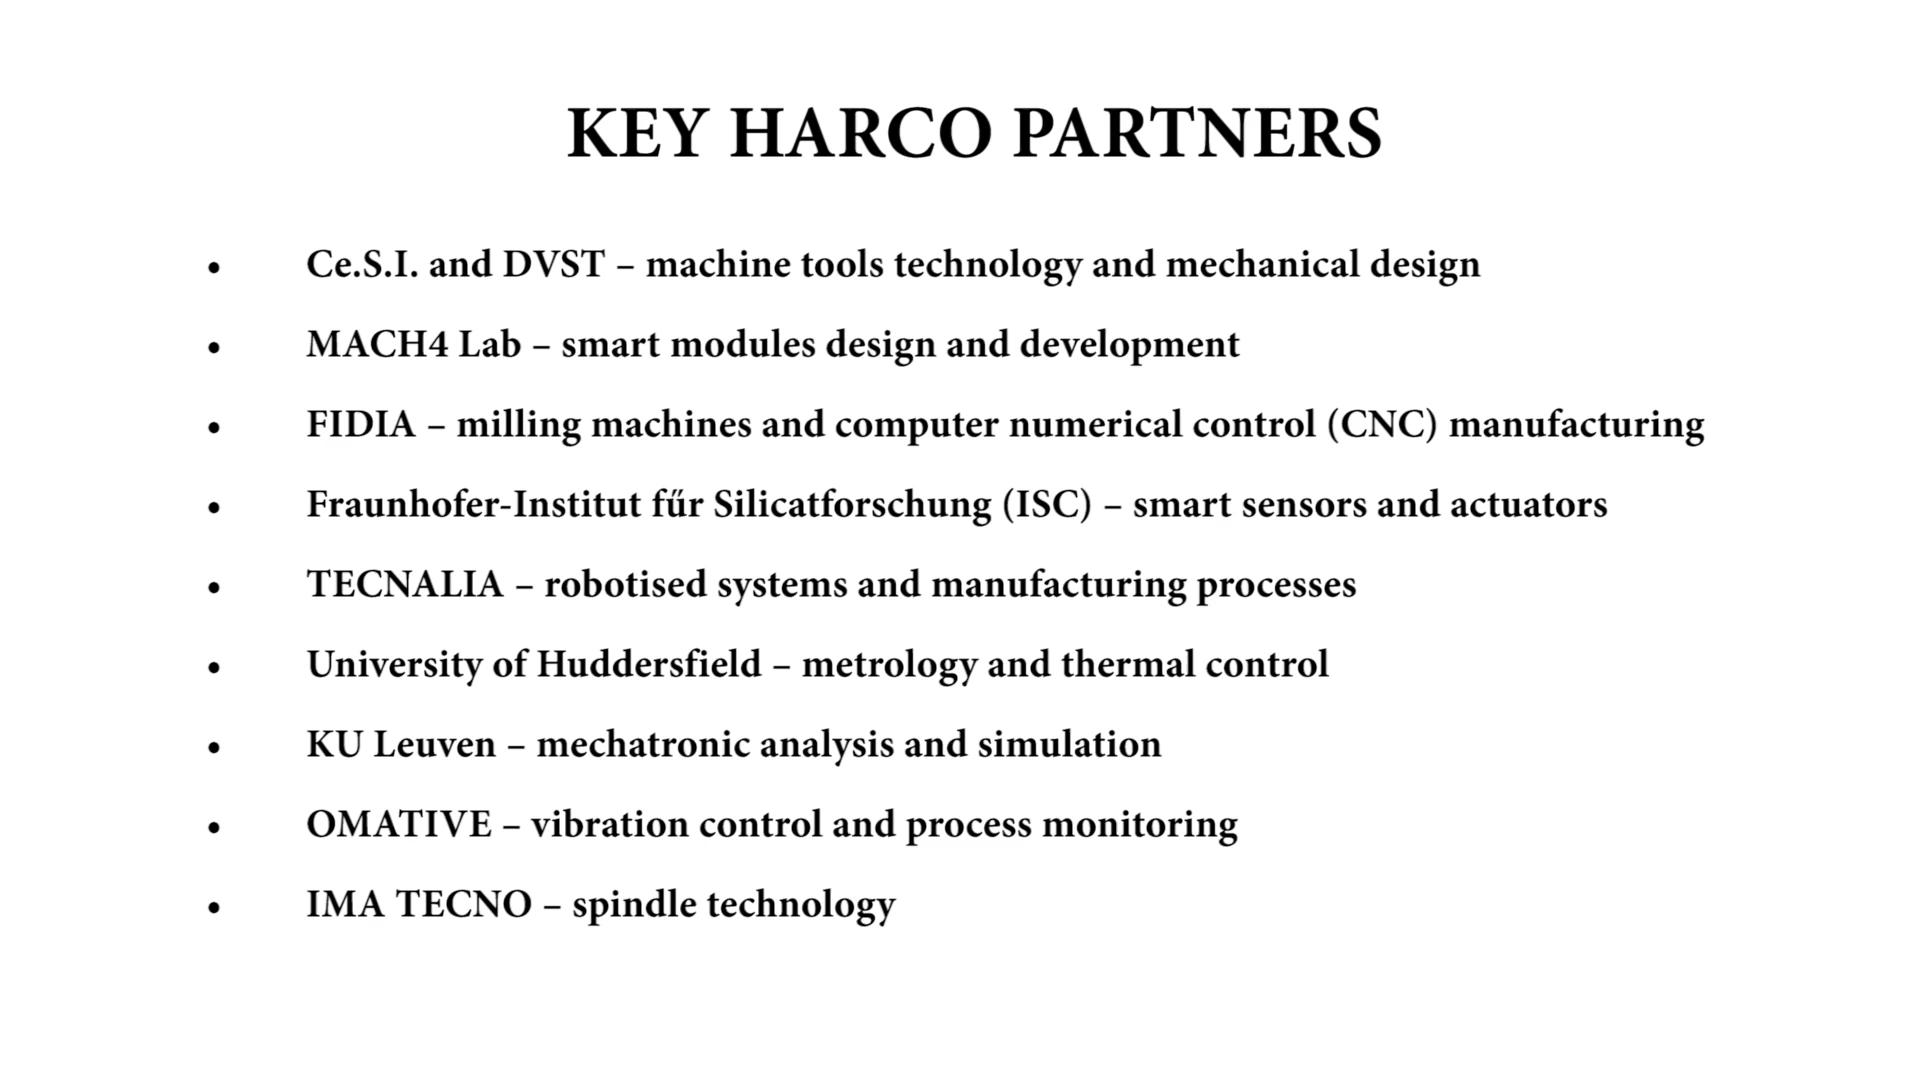 KEY HARCO PARTNERS
• Ce.S.I. and DVST – machine tools technology and mechanical design
• MACH4 Lab – smart modules design and development
• FIDIA – milling machines and computer numerical control (CNC) manufacturing
• Fraunhofer-Institut fűr Silicatforschung (ISC) – smart sensors and actuators
• TECNALIA – robotised systems and manufacturing processes
• University of Huddersfield – metrology and thermal control
• KU Leuven – mechatronic analysis and simulation
• OMATIVE – vibration control and process monitoring
• IMA TECNO – spindle technology